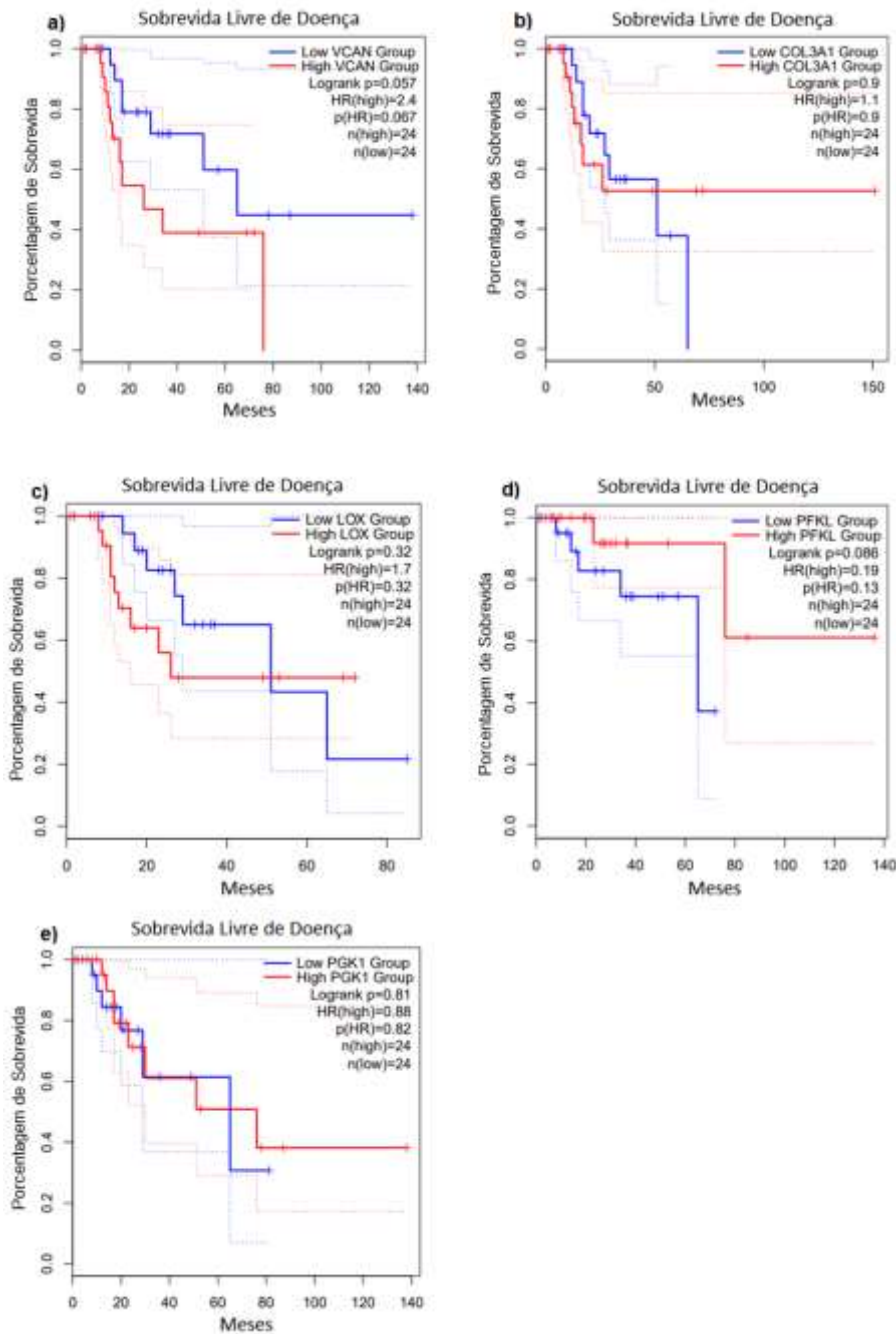 a)
Sobrevida Livre de Doença
Low VCAN Group
High VCAN Group
Logrank p=0.057
HR(high)=2.4
p(HR)=0.067
n(high)=24
n(low)=24
Porcentagem de Sobrevida
1.0
0.8
0.6
0.4
0.2
0.0
0 20 40 60 80 100 120 140
Meses
b)
Sobrevida Livre de Doença
Low COL3A1 Group
High COL3A1 Group
Logrank p=0.9
HR(high)=1.1
p(HR)=0.9
n(high)=24
n(low)=24
Porcentagem de Sobrevida
1.0
0.8
0.6
0.4
0.2
0.0
0 50 100 150
Meses
c)
Sobrevida Livre de Doença
Low LOX Group
High LOX Group
Logrank p=0.32
HR(high)=1.7
p(HR)=0.32
n(high)=24
n(low)=24
Porcentagem de Sobrevida
1.0
0.8
0.6
0.4
0.2
0.0
0 20 40 60 80
Meses
d)
Sobrevida Livre de Doença
Low PFKL Group
High PFKL Group
Logrank p=0.086
HR(high)=0.19
p(HR)=0.13
n(high)=24
n(low)=24
Porcentagem de Sobrevida
1.0
0.8
0.6
0.4
0.2
0.0
0 20 40 60 80 100 120 140
Meses
e)
Sobrevida Livre de Doença
Low PGK1 Group
High PGK1 Group
Logrank p=0.81
HR(high)=0.88
p(HR)=0.82
n(high)=24
n(low)=24
Porcentagem de Sobrevida
1.0
0.8
0.6
0.4
0.2
0.0
0 20 40 60 80 100 120 140
Meses